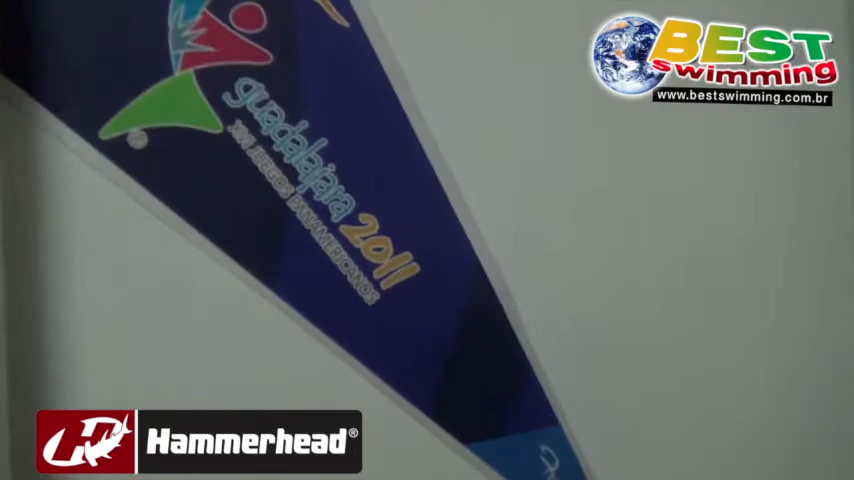 BEST
swimming
www.bestswimming.com.br
guadalajara 2011
XVI JUEGOS PANAMERICANOS
Hammerhead®